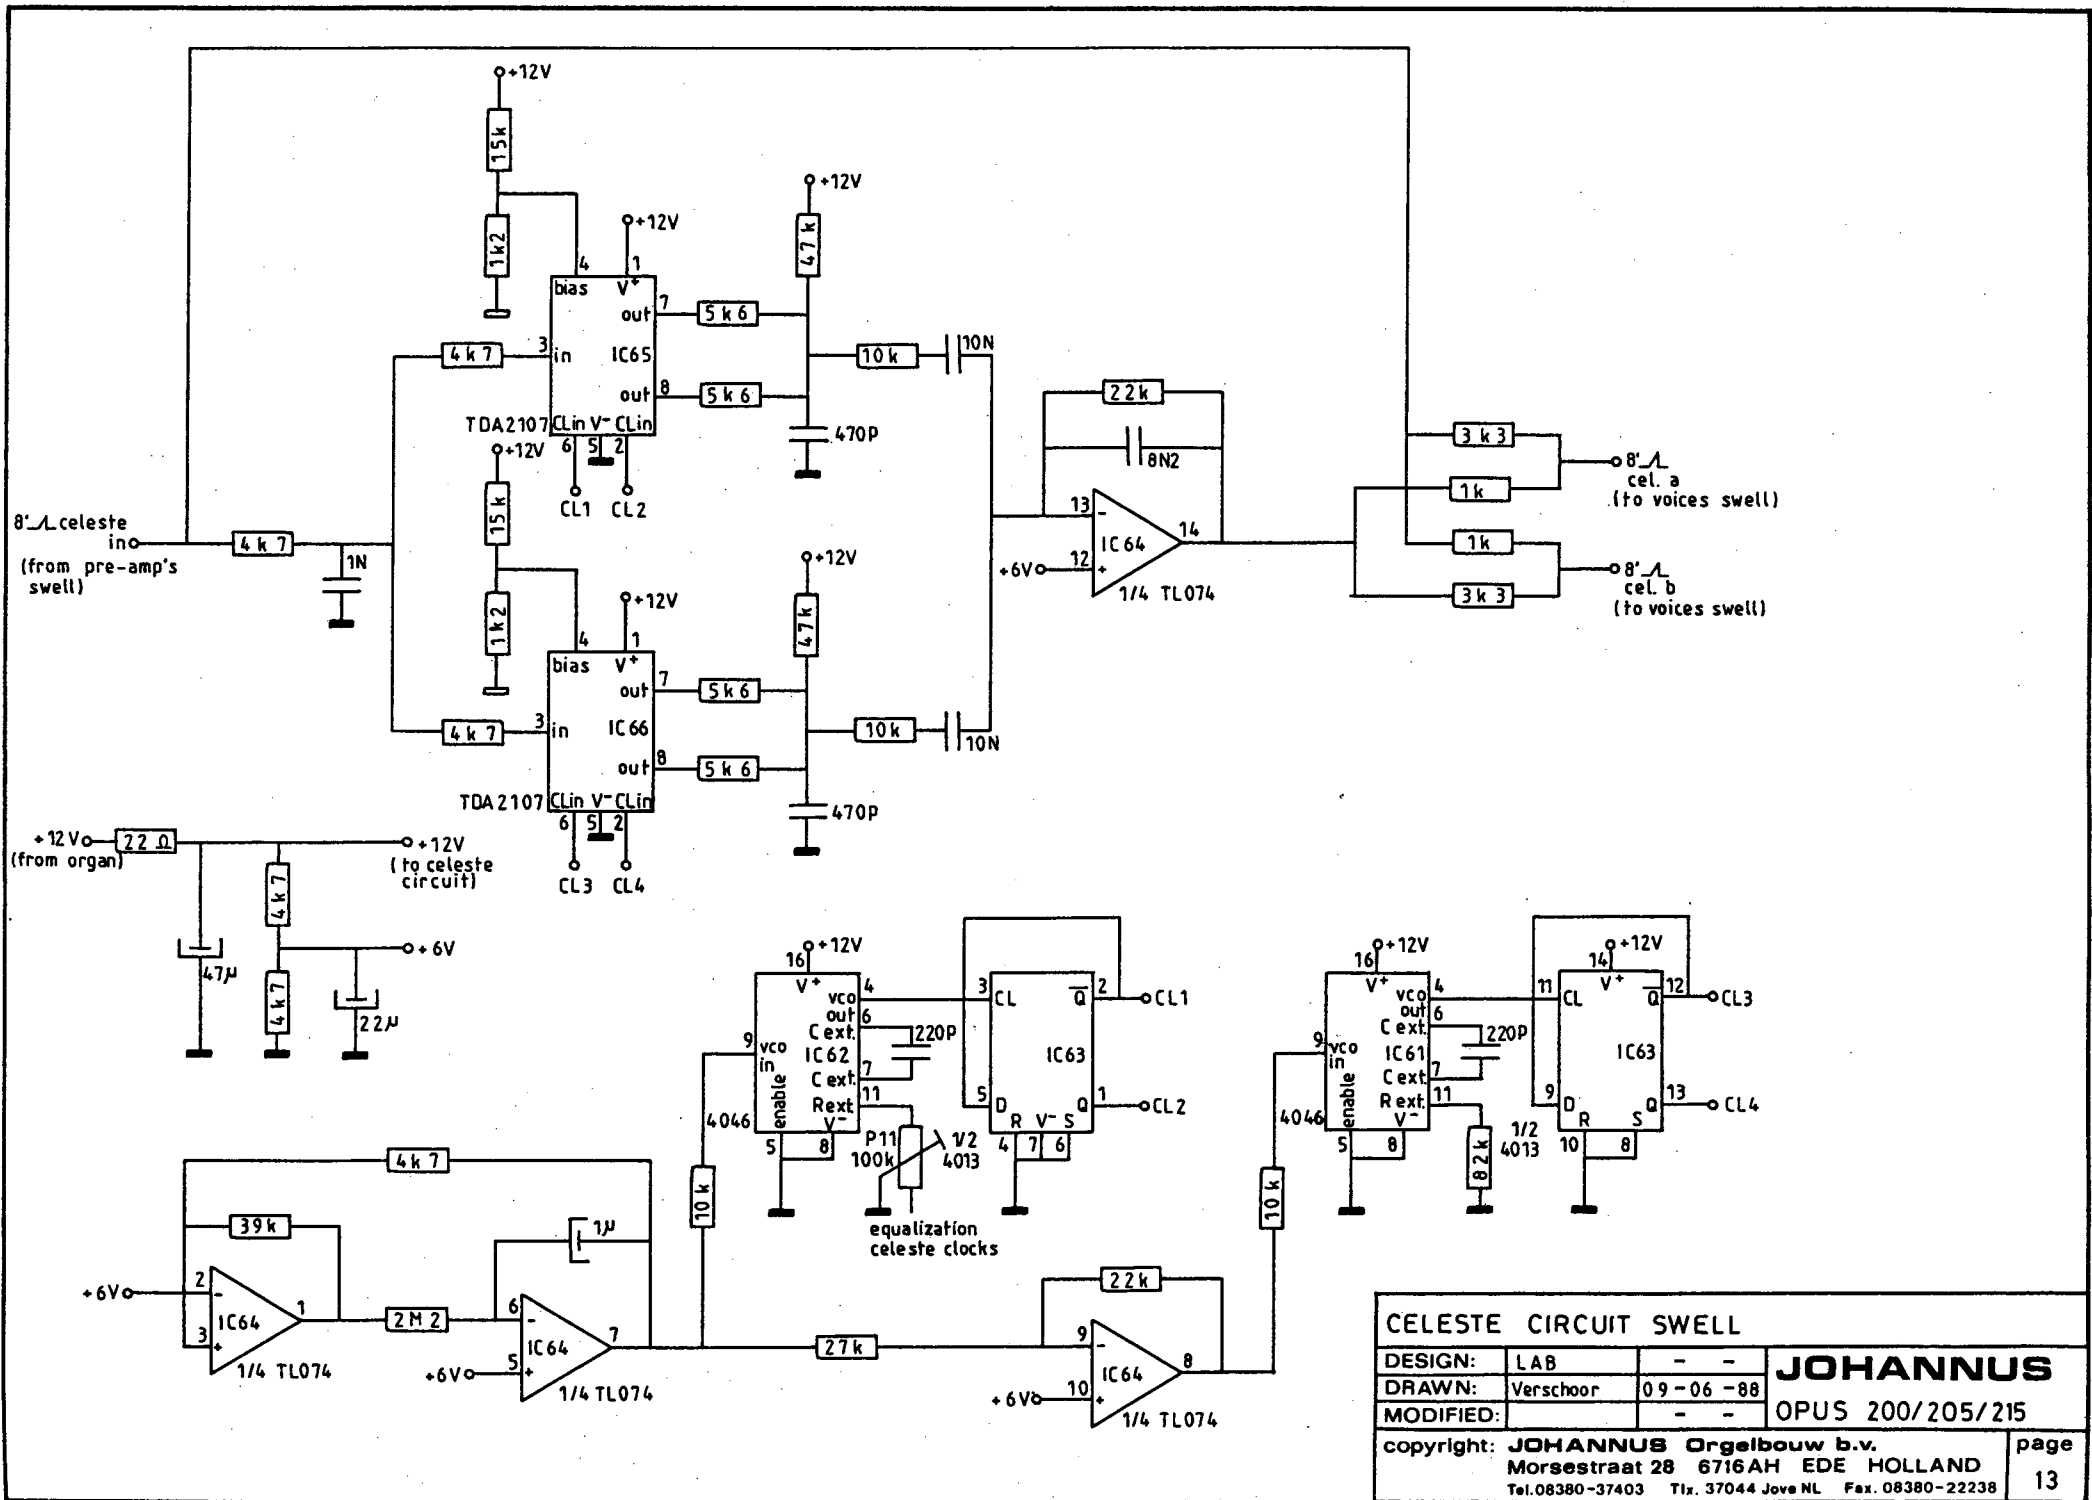 +12V
15k
1k2
+12V
+12V
47k
4
1
bias
V+
out
7
5k6
4k7
3
in
IC65
10k
10N
out
8
5k6
TDA2107
CLin
V-
CLin
6
5
2
470P
CL1
CL2
22k
8N2
13
-
IC64
14
+6V
12
+
1/4 TL074
3k3
8'
cel. a
(to voices swell)
1k
1k
8'
cel. b
(to voices swell)
3k3
8' celeste
in
(from pre-amp's
swell)
4k7
1N
+12V
15k
1k2
+12V
+12V
47k
4
1
bias
V+
out
7
5k6
4k7
3
in
IC66
10k
10N
out
8
5k6
TDA2107
CLin
V-
CLin
6
5
2
470P
CL3
CL4
+12V
(from organ)
22Ω
+12V
(to celeste
circuit)
4k7
+6V
47µ
4k7
22µ
+12V
16
V+
vco
out
4
6
C ext.
220P
9
vco
in
IC62
7
C ext.
11
Rext.
enable
V-
4046
5
8
P11
100k
equalization
celeste clocks
3
CL
Q
2
CL1
IC63
5
D
Q
1
CL2
R
V-
S
4
7
6
1/2
4013
10k
+12V
16
V+
vco
out
4
6
C ext.
220P
9
vco
in
IC61
7
C ext.
11
R ext.
enable
V-
4046
5
8
82k
+12V
14
V+
11
CL
Q
12
CL3
IC63
9
D
Q
13
CL4
R
S
10
8
1/2
4013
10k
4k7
39k
1µ
+6V
2
-
IC64
1
3
+
1/4 TL074
2M2
6
-
IC64
7
+6V
5
+
1/4 TL074
27k
22k
9
-
IC64
8
+6V
10
+
1/4 TL074
CELESTE CIRCUIT SWELL
DESIGN: LAB - -
DRAWN: Verschoor 09-06-88
MODIFIED: - -
JOHANNUS
OPUS 200/205/215
copyright: JOHANNUS Orgelbouw b.v.
Morsestraat 28 6716AH EDE HOLLAND
Tel.08380-37403 Tlx. 37044 Jove NL Fax. 08380-22238
page
13